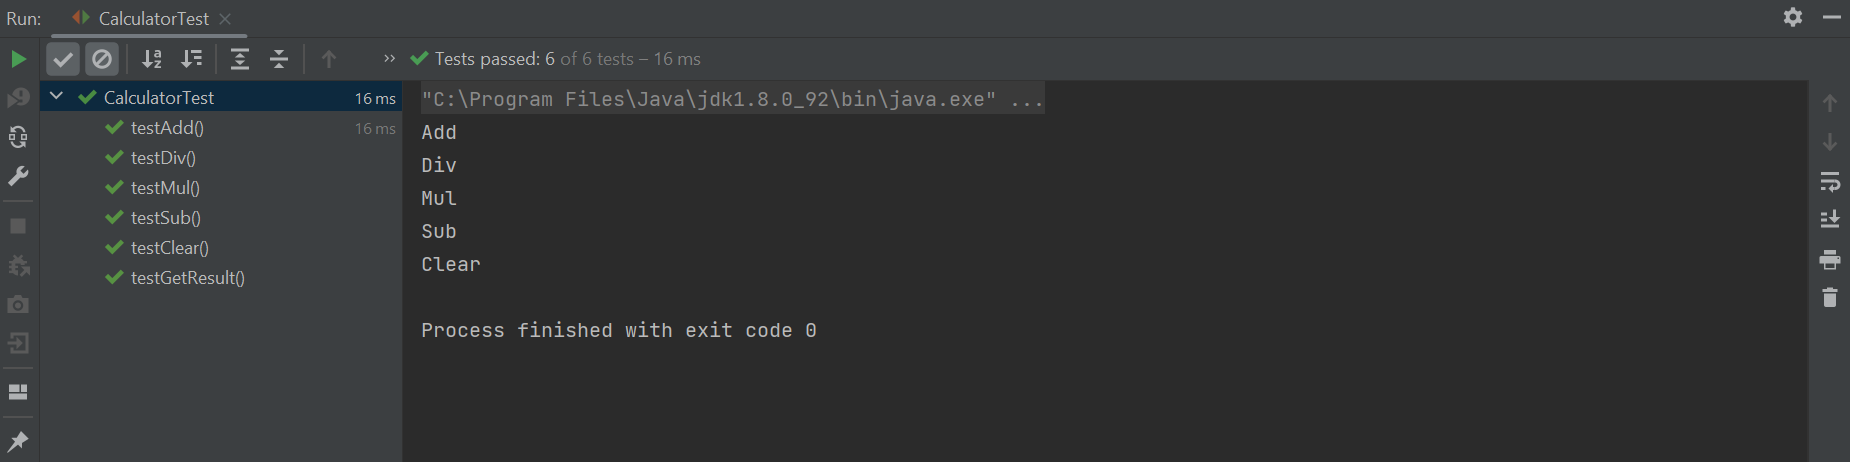 Run: CalculatorTest
Tests passed: 6 of 6 tests – 16 ms
CalculatorTest 16 ms
testAdd() 16 ms
testDiv()
testMul()
testSub()
testClear()
testGetResult()
"C:\Program Files\Java\jdk1.8.0_92\bin\java.exe" ...
Add
Div
Mul
Sub
Clear
Process finished with exit code 0